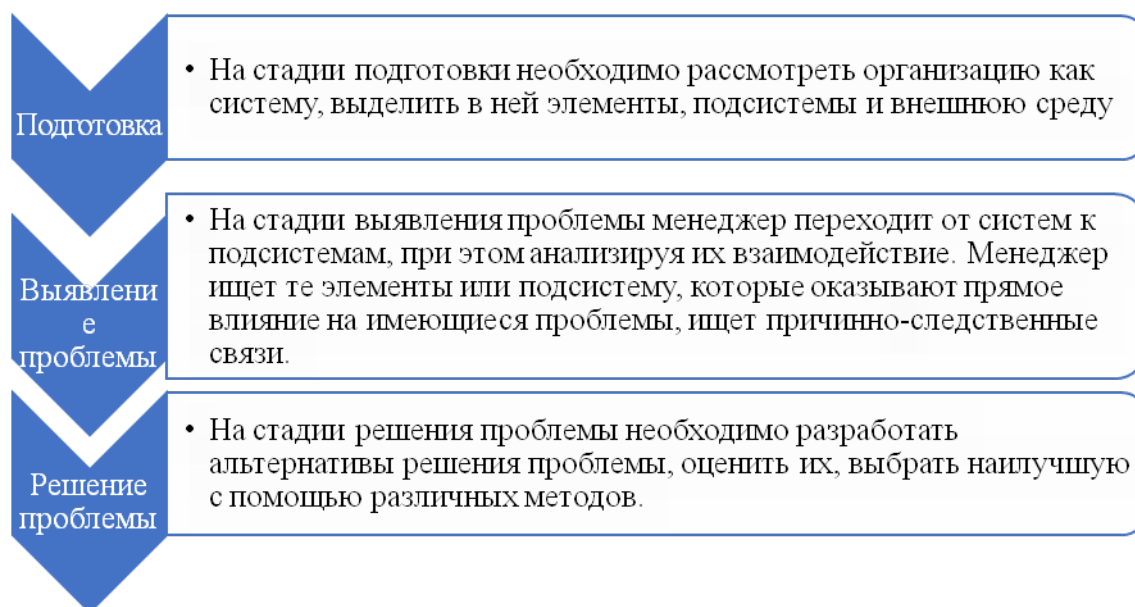 Подготовка
• На стадии подготовки необходимо рассмотреть организацию как
систему, выделить в ней элементы, подсистемы и внешнюю среду
Выявлени
е
проблемы
• На стадии выявления проблемы менеджер переходит от систем к
подсистемам, при этом анализируя их взаимодействие. Менеджер
ищет те элементы или подсистему, которые оказывают прямое
влияние на имеющиеся проблемы, ищет причинно-следственные
связи.
Решение
проблемы
• На стадии решения проблемы необходимо разработать
альтернативы решения проблемы, оценить их, выбрать наилучшую
с помощью различных методов.